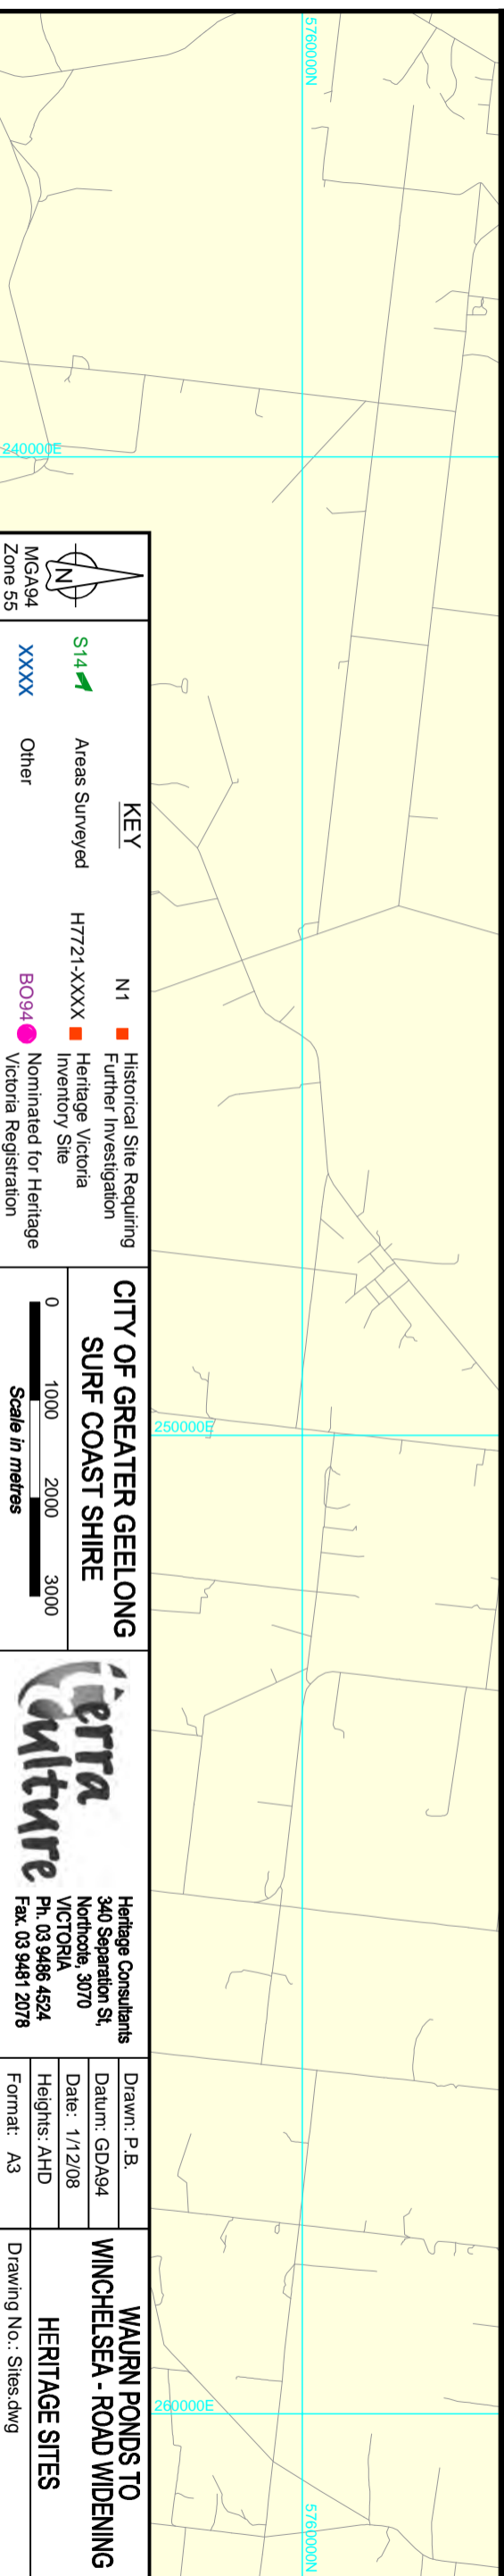 5760000N
240000E
250000E
260000E
5760000N
N
MGA94
Zone 55
KEY
S14
Areas Surveyed
XXXX
Other
N1
Historical Site Requiring
Further Investigation
H7721-XXXX
Heritage Victoria
Inventory Site
BO94
Nominated for Heritage
Victoria Registration
CITY OF GREATER GEELONG
SURF COAST SHIRE
0 1000 2000 3000
Scale in metres
Terra
Culture
Heritage Consultants
340 Separation St,
Northcote, 3070
VICTORIA
Ph. 03 9486 4524
Fax. 03 9481 2078
Drawn: P.B.
Datum: GDA94
Date: 1/12/08
Heights: AHD
Format: A3
WAURN PONDS TO
WINCHELSEA - ROAD WIDENING
HERITAGE SITES
Drawing No.: Sites.dwg